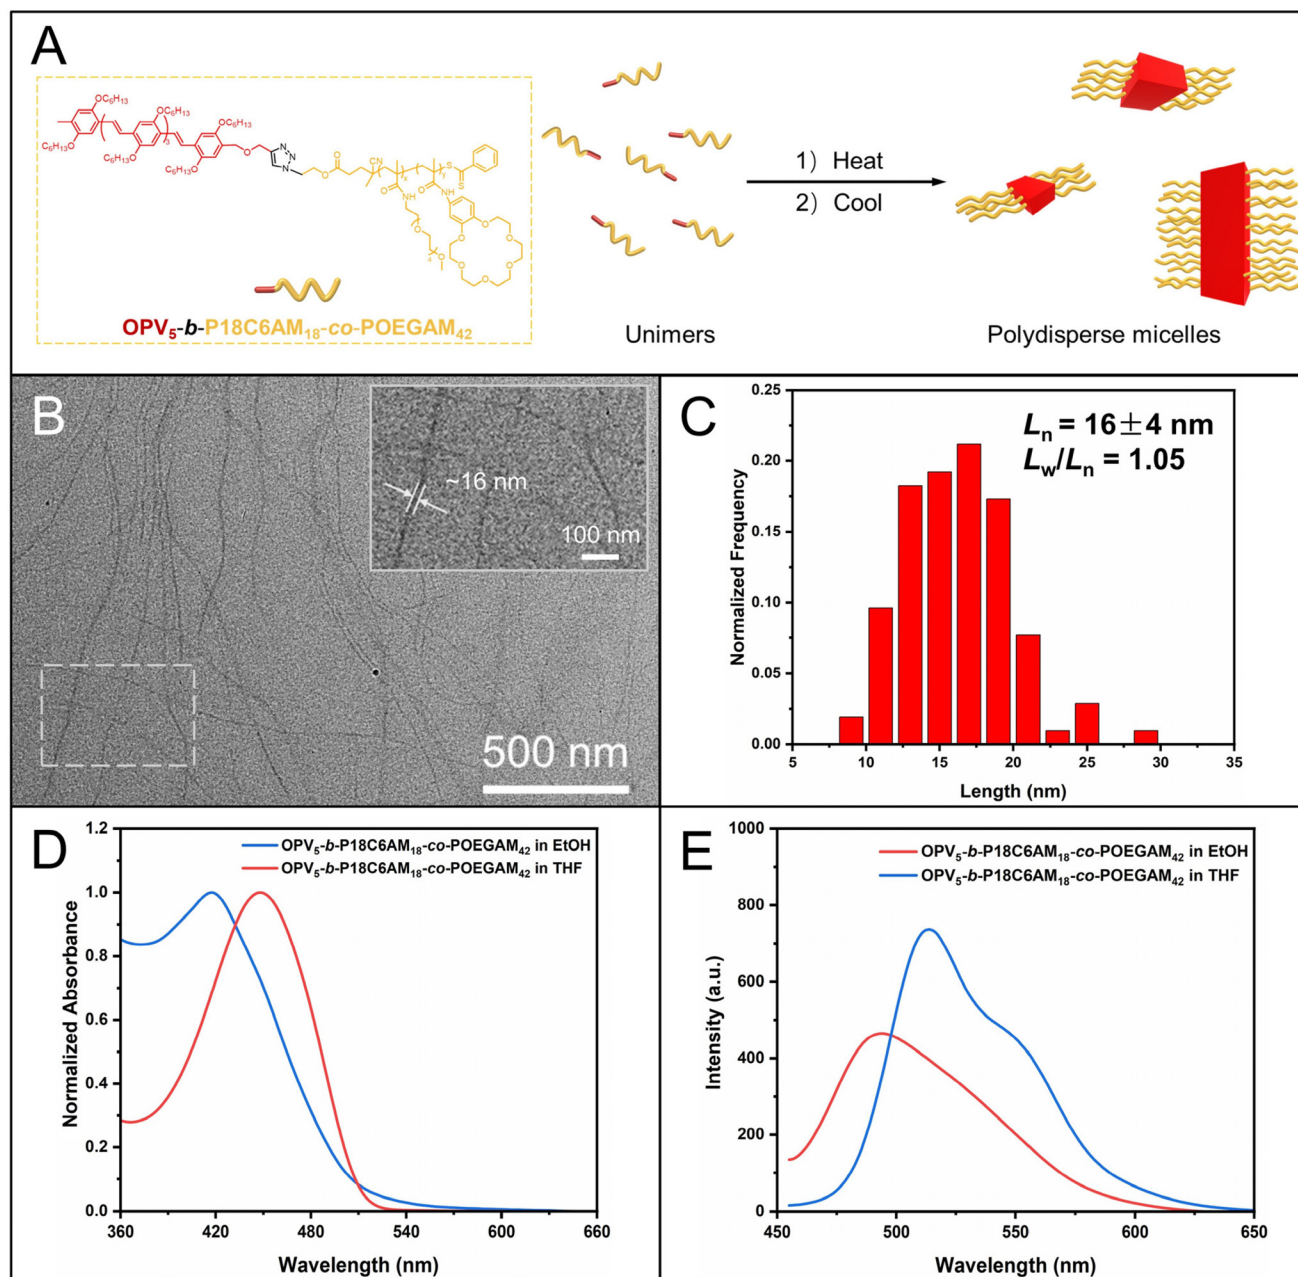 A
C₆H₁₃
OC₆H₁₃
OC₆H₁₃
OC₆H₁₃
3
C₆H₁₃O
C₆H₁₃O
C₆H₁₃O
O
N
N
N
O
O
CN
x
y
S
S
O
O
NH
NH
O
O
4
O
O
O
O
O
O
O
OPV₅-b-P18C6AM₁₈-co-POEGAM₄₂
Unimers
1) Heat
2) Cool
Polydisperse micelles
B
~16 nm
100 nm
500 nm
C
Lₙ = 16±4 nm
L_w/Lₙ = 1.05
Normalized Frequency
0.25
0.20
0.15
0.10
0.05
0.00
5 10 15 20 25 30 35
Length (nm)
D
OPV₅-b-P18C6AM₁₈-co-POEGAM₄₂ in EtOH
OPV₅-b-P18C6AM₁₈-co-POEGAM₄₂ in THF
Normalized Absorbance
1.2
1.0
0.8
0.6
0.4
0.2
0.0
360 420 480 540 600 660
Wavelength (nm)
E
OPV₅-b-P18C6AM₁₈-co-POEGAM₄₂ in EtOH
OPV₅-b-P18C6AM₁₈-co-POEGAM₄₂ in THF
Intensity (a.u.)
1000
800
600
400
200
0
450 500 550 600 650
Wavelength (nm)